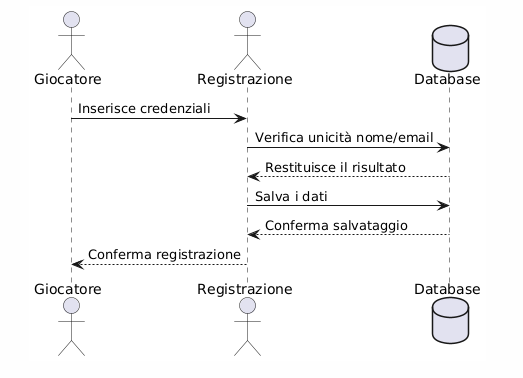 Giocatore Registrazione Database
Inserisce credenziali
Verifica unicità nome/email
Restituisce il risultato
Salva i dati
Conferma salvataggio
Conferma registrazione
Giocatore Registrazione Database